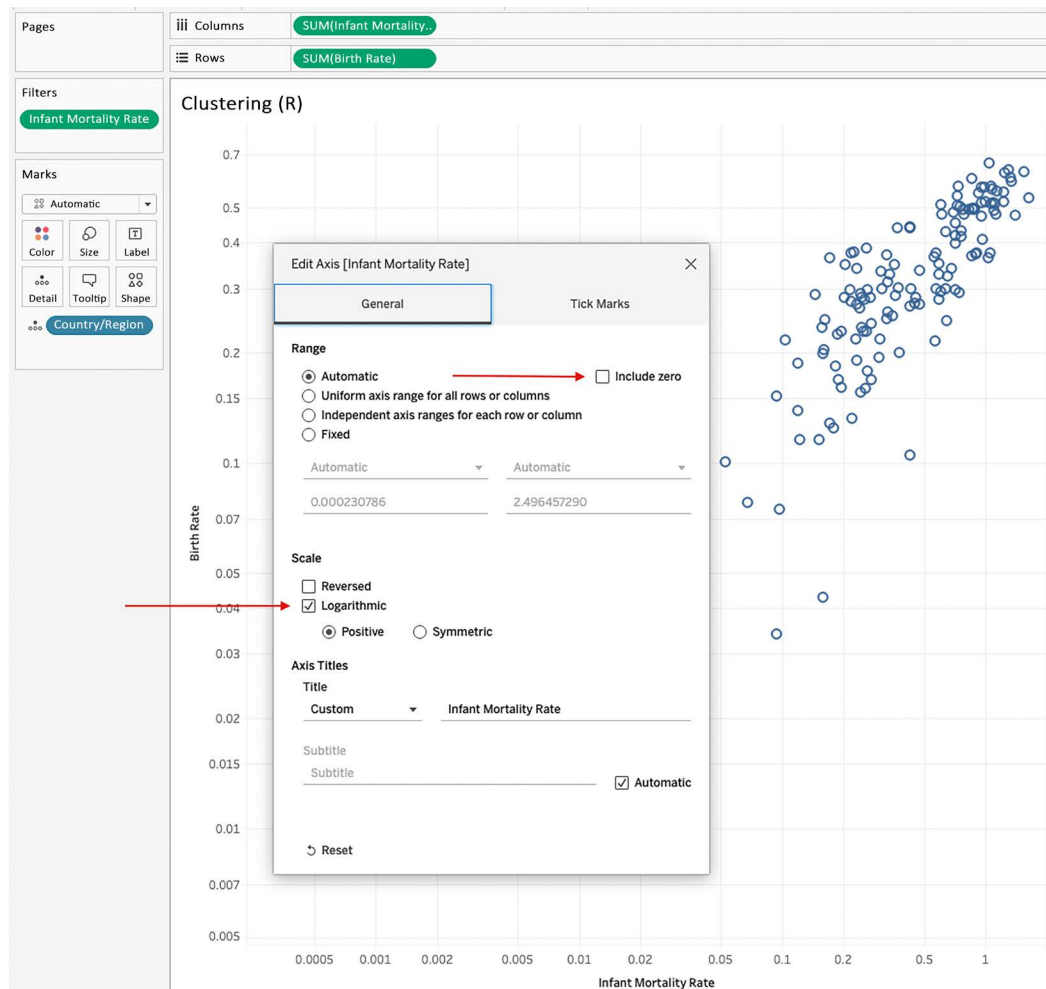 Pages
Columns
SUM(Infant Mortality..
Rows
SUM(Birth Rate)
Filters
Infant Mortality Rate
Marks
Automatic
Color
Size
Label
Detail
Tooltip
Shape
Country/Region
Clustering (R)
0.7
0.5
0.4
0.3
0.2
0.15
0.1
0.07
0.05
0.04
0.03
0.02
0.015
0.01
0.007
0.005
Birth Rate
Edit Axis [Infant Mortality Rate]
General
Tick Marks
Range
Automatic
Include zero
Uniform axis range for all rows or columns
Independent axis ranges for each row or column
Fixed
Automatic
Automatic
0.000230786
2.496457290
Scale
Reversed
Logarithmic
Positive
Symmetric
Axis Titles
Title
Custom
Infant Mortality Rate
Subtitle
Subtitle
Automatic
Reset
0.0005 0.001 0.002 0.005 0.01 0.02 0.05 0.1 0.2 0.5 1
Infant Mortality Rate